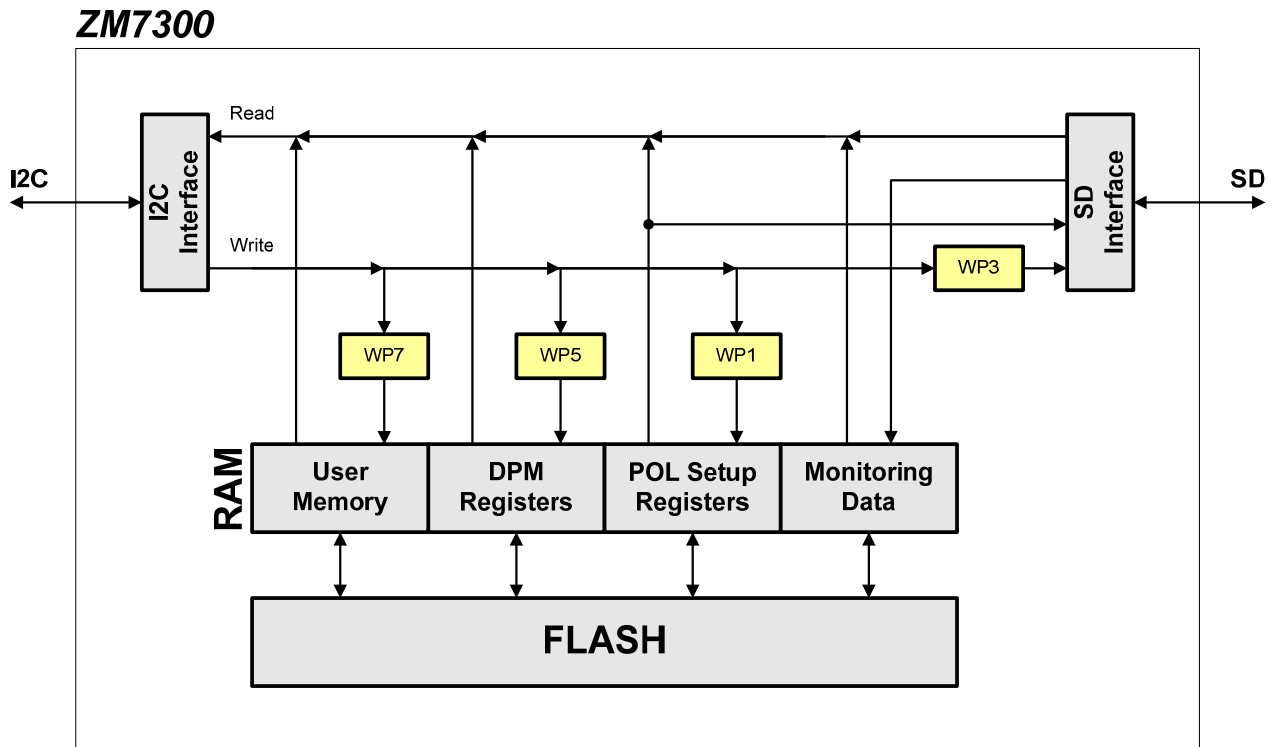 ZM7300
Read
I2C
I2C
Interface
SD
Interface
SD
Write
WP3
WP7
WP5
WP1
RAM
User
Memory
DPM
Registers
POL Setup
Registers
Monitoring
Data
FLASH